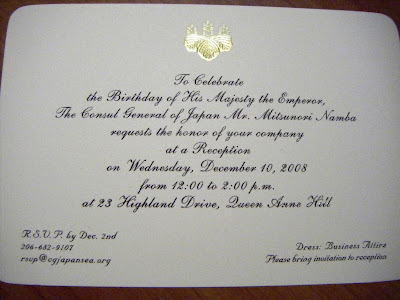 To Celebrate
the Birthday of His Majesty the Emperor,
The Consul General of Japan Mr. Mitsunori Namba
requests the honor of your company
at a Reception
on Wednesday, December 10, 2008
from 12:00 to 2:00 p.m.
at 23 Highland Drive, Queen Anne Hill
R.S.V.P. by Dec. 2nd
206-682-9107
rsvp@cgjapansea.org
Dress: Business Attire
Please bring invitation to reception